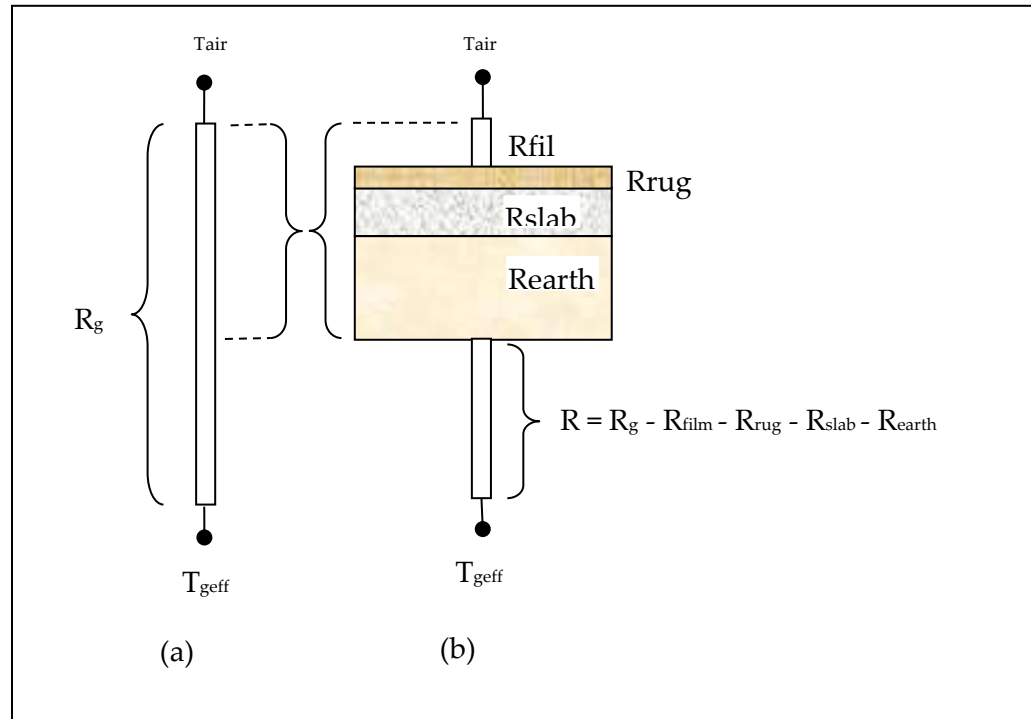 Tair
Tair
Rfil
Rrug
Rslab
Rearth
Rg
R = Rg - Rfilm - Rrug - Rslab - Rearth
Tgeff
Tgeff
(a)
(b)